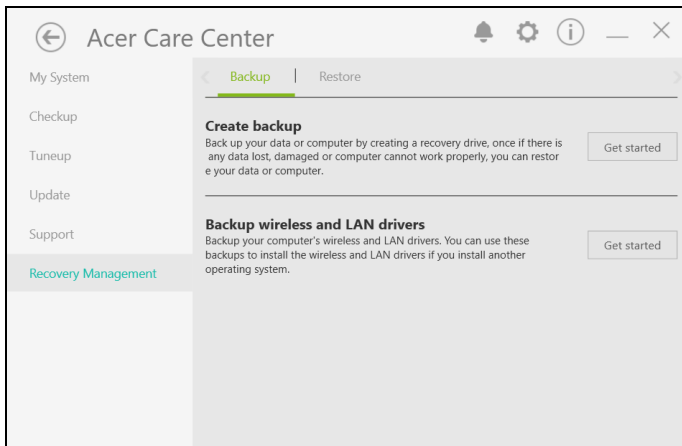 Acer Care Center
My System
Checkup
Tuneup
Update
Support
Recovery Management
Backup
Restore
Create backup
Back up your data or computer by creating a recovery drive, once if there is
any data lost, damaged or computer cannot work properly, you can restor
e your data or computer.
Get started
Backup wireless and LAN drivers
Backup your computer's wireless and LAN drivers. You can use these
backups to install the wireless and LAN drivers if you install another
operating system.
Get started